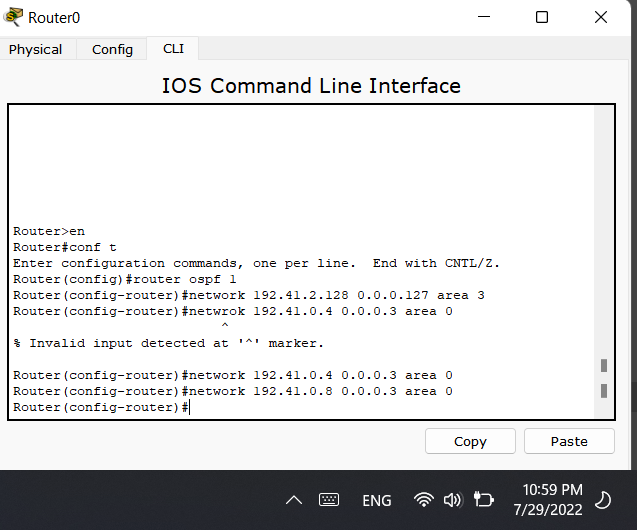 Router0
Physical Config CLI
IOS Command Line Interface
Router>en
Router#conf t
Enter configuration commands, one per line.  End with CNTL/Z.
Router(config)#router ospf 1
Router(config-router)#network 192.41.2.128 0.0.0.127 area 3
Router(config-router)#netwrok 192.41.0.4 0.0.0.3 area 0
^
% Invalid input detected at '^' marker.
Router(config-router)#network 192.41.0.4 0.0.0.3 area 0
Router(config-router)#network 192.41.0.8 0.0.0.3 area 0
Router(config-router)#
Copy Paste
ENG
10:59 PM
7/29/2022